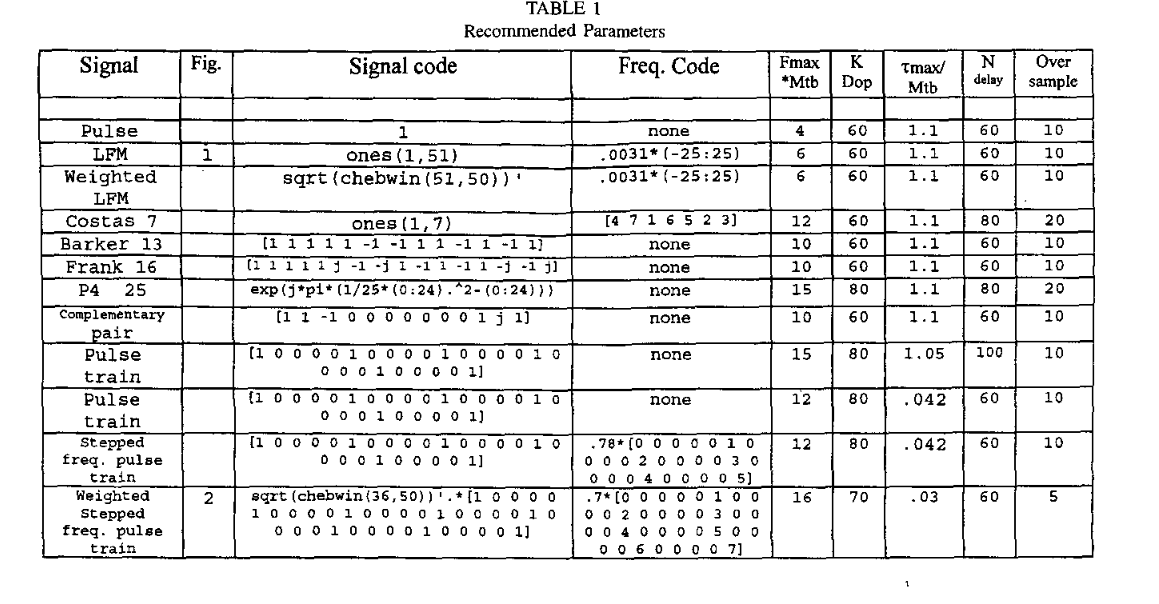 TABLE 1
Recommended Parameters
Signal Fig. Signal code Freq. Code Fmax *Mtb K Dop τmax/ Mtb N delay Over sample
Pulse 1 none 4 60 1.1 60 10
LFM 1 ones(1,51) .0031*(-25:25) 6 60 1.1 60 10
Weighted sqrt(chebwin(51,50))' .0031*(-25:25) 6 60 1.1 60 10
LFM
Costas 7 ones(1,7) [4 7 1 6 5 2 3] 12 60 1.1 80 20
Barker 13 [1 1 1 1 1 -1 -1 1 1 -1 1 -1 1] none 10 60 1.1 60 10
Frank 16 [1 1 1 1 1 j -1 -j 1 -1 1 -1 1 -j -1 j] none 10 60 1.1 60 10
P4 25 exp(j*pi*(1/25*(0:24).^2-(0:24))) none 15 80 1.1 80 20
Complementary [1 1 -1 0 0 0 0 0 0 0 1 j 1] none 10 60 1.1 60 10
pair
Pulse [1 0 0 0 0 1 0 0 0 0 1 0 0 0 0 1 0 none 15 80 1.05 100 10
train 0 0 0 1 0 0 0 0 1]
Pulse [1 0 0 0 0 1 0 0 0 0 1 0 0 0 0 1 0 none 12 80 .042 60 10
train 0 0 0 1 0 0 0 0 1]
Stepped [1 0 0 0 0 1 0 0 0 0 1 0 0 0 0 1 0 .78*[0 0 0 0 0 1 0 12 80 .042 60 10
freq. pulse 0 0 0 1 0 0 0 0 1] 0 0 0 2 0 0 0 0 3 0
train 0 0 0 4 0 0 0 0 5]
Weighted 2 sqrt(chebwin(36,50))'.*[1 0 0 0 0 .7*[0 0 0 0 0 1 0 0 16 70 .03 60 5
Stepped 1 0 0 0 0 1 0 0 0 0 1 0 0 0 0 1 0 0 0 2 0 0 0 0 3 0 0
freq. pulse 0 0 0 1 0 0 0 0 1 0 0 0 0 1] 0 0 4 0 0 0 0 5 0 0
train 0 0 6 0 0 0 0 7]